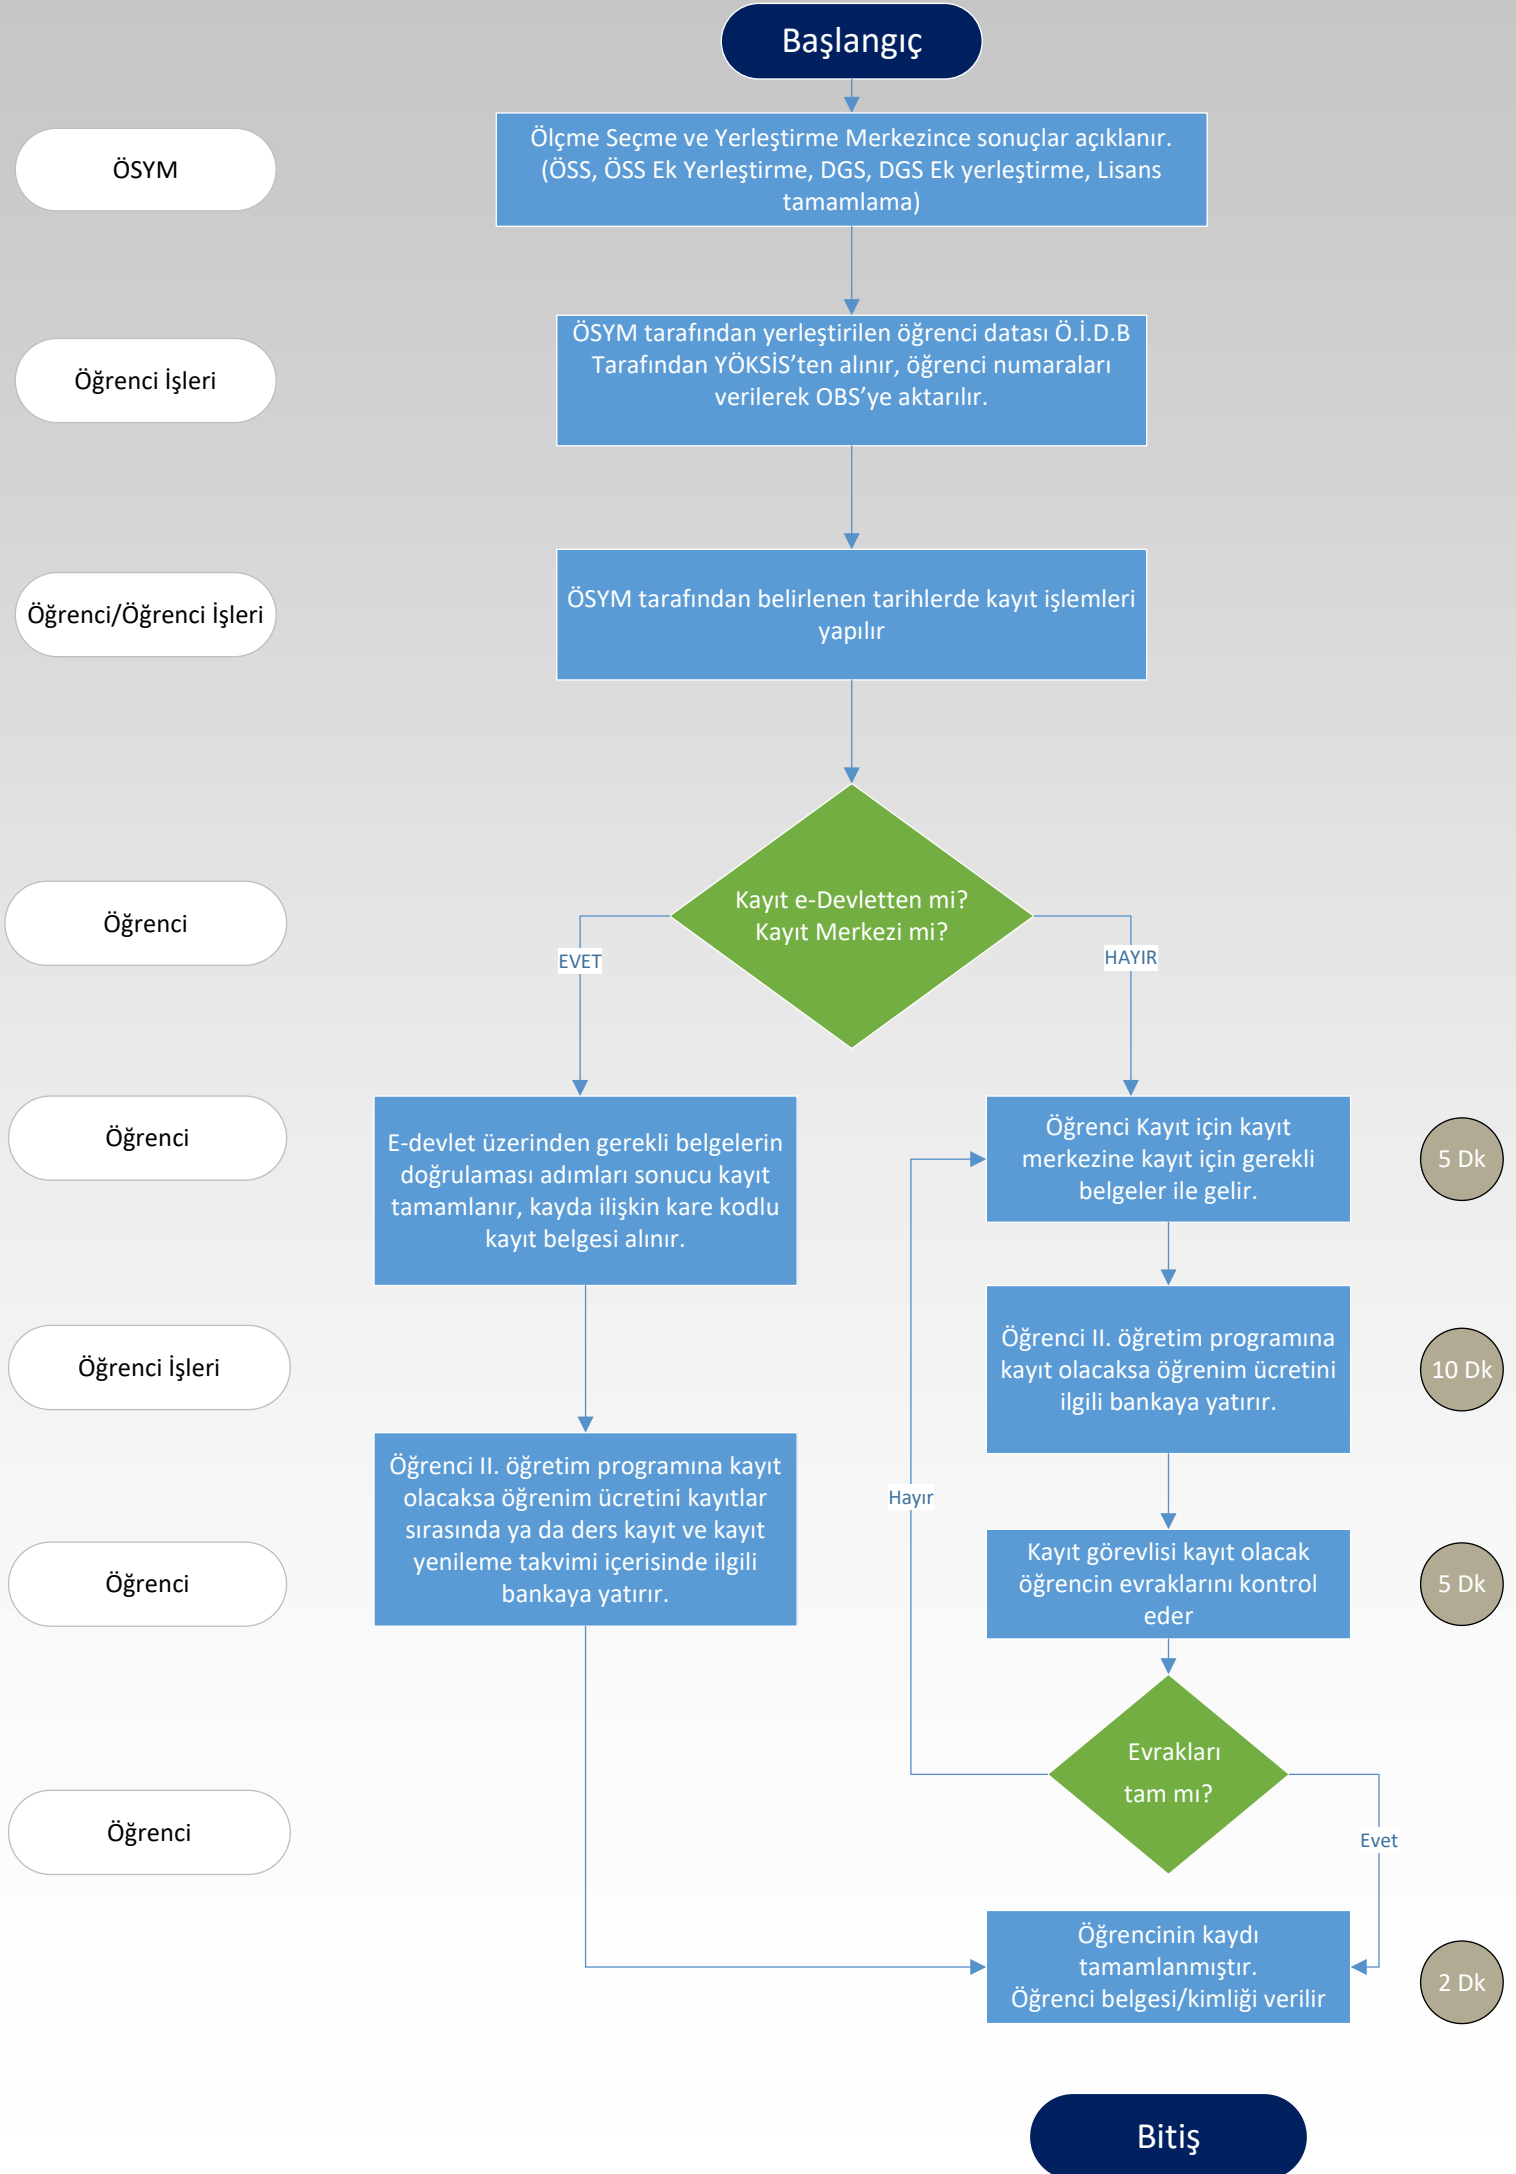 Başlangıç
ÖSYM
Ölçme Seçme ve Yerleştirme Merkezince sonuçlar açıklanır.
(ÖSS, ÖSS Ek Yerleştirme, DGS, DGS Ek yerleştirme, Lisans
tamamlama)
Öğrenci İşleri
ÖSYM tarafından yerleştirilen öğrenci datası Ö.İ.D.B
Tarafından YÖKSİS’ten alınır, öğrenci numaraları
verilerek OBS’ye aktarılır.
Öğrenci/Öğrenci İşleri
ÖSYM tarafından belirlenen tarihlerde kayıt işlemleri
yapılır
Öğrenci
Kayıt e-Devletten mi?
Kayıt Merkezi mi?
EVET
HAYIR
Öğrenci
E-devlet üzerinden gerekli belgelerin
doğrulaması adımları sonucu kayıt
tamamlanır, kayda ilişkin kare kodlu
kayıt belgesi alınır.
Öğrenci Kayıt için kayıt
merkezine kayıt için gerekli
belgeler ile gelir.
5 Dk
Öğrenci İşleri
Öğrenci II. öğretim programına
kayıt olacaksa öğrenim ücretini
ilgili bankaya yatırır.
10 Dk
Öğrenci II. öğretim programına kayıt
olacaksa öğrenim ücretini kayıtlar
sırasında ya da ders kayıt ve kayıt
yenileme takvimi içerisinde ilgili
bankaya yatırır.
Hayır
Öğrenci
Kayıt görevlisi kayıt olacak
öğrencin evraklarını kontrol
eder
5 Dk
Öğrenci
Evrakları
tam mı?
Evet
Öğrencinin kaydı
tamamlanmıştır.
Öğrenci belgesi/kimliği verilir
2 Dk
Bitiş